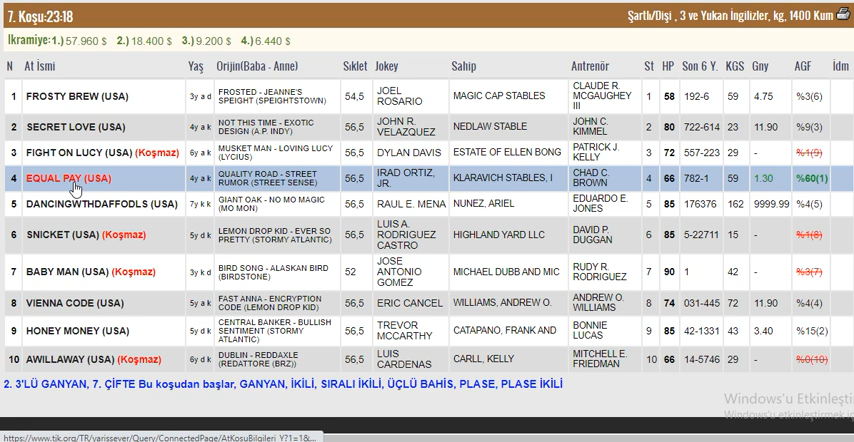 7. Koşu:23:18 Şartlı/Dişi , 3 ve Yukarı İngilizler, kg, 1400 Kum
İkramiye:1.) 57.960 $ 2.) 18.400 $ 3.) 9.200 $ 4.) 6.440 $
N At İsmi Yaş Orijin(Baba - Anne) Sıklet Jokey Sahip Antrenör St HP Son 6 Y. KGS Gny AGF İdm
1 FROSTY BREW (USA) 3y a d FROSTED - JEANNE'S SPEIGHT (SPEIGHTSTOWN) 54,5 JOEL ROSARIO MAGIC CAP STABLES CLAUDE R. MCGAUGHEY III 1 58 192-6 59 4.75 %3(6)
2 SECRET LOVE (USA) 4y a k NOT THIS TIME - EXOTIC DESIGN (A.P. INDY) 56,5 JOHN R. VELAZQUEZ NEDLAW STABLE JOHN C. KIMMEL 2 80 722-614 23 11.90 %9(3)
3 FIGHT ON LUCY (USA) (Koşmaz) 6y a k MUSKET MAN - LOVING LUCY (LYCIUS) 56,5 DYLAN DAVIS ESTATE OF ELLEN BONG PATRICK J. KELLY 3 72 557-223 29 - %1(9)
4 EQUAL PAY (USA) 4y a k QUALITY ROAD - STREET RUMOR (STREET SENSE) 56,5 IRAD ORTIZ, JR. KLARAVICH STABLES, I CHAD C. BROWN 4 66 782-1 59 1.30 %60(1)
5 DANCINGWTHDAFFODLS (USA) 7y k k GIANT OAK - NO MO MAGIC (MO MON) 56,5 RAUL E. MENA NUNEZ, ARIEL EDUARDO E. JONES 5 85 176376 162 9999.99 %4(5)
6 SNICKET (USA) (Koşmaz) 5y d k LEMON DROP KID - EVER SO PRETTY (STORMY ATLANTIC) 56,5 LUIS A. RODRIGUEZ CASTRO HIGHLAND YARD LLC DAVID P. DUGGAN 6 85 5-22711 15 - %1(8)
7 BABY MAN (USA) (Koşmaz) 3y k d BIRD SONG - ALASKAN BIRD (BIRDSTONE) 52 JOSE ANTONIO GOMEZ MICHAEL DUBB AND MIC RUDY R. RODRIGUEZ 7 90 1 42 - %3(7)
8 VIENNA CODE (USA) 5y a k FAST ANNA - ENCRYPTION CODE (LEMON DROP KID) 56,5 ERIC CANCEL WILLIAMS, ANDREW O. ANDREW O. WILLIAMS 8 74 031-445 72 11.90 %4(4)
9 HONEY MONEY (USA) 5y d k CENTRAL BANKER - BULLISH SENTIMENT (STORMY ATLANTIC) 56,5 TREVOR MCCARTHY CATAPANO, FRANK AND BONNIE LUCAS 9 85 42-1331 43 3.40 %15(2)
10 AWILLAWAY (USA) (Koşmaz) 6y d k DUBLIN - REDDAXLE (REDATTORE (BRZ)) 56,5 LUIS CARDENAS CARLL, KELLY MITCHELL E. FRIEDMAN 10 66 14-5746 29 - %0(10)
2. 3'LÜ GANYAN, 7. ÇİFTE Bu koşudan başlar, GANYAN, İKİLİ, SIRALI İKİLİ, ÜÇLÜ BAHİS, PLASE, PLASE İKİLİ
Windows'u Etkinleşti
Windows'u etkinleştirmek iç
https://www.tjk.org/TR/yarissever/Query/ConnectedPage/AtKosuBilgileri_Y?1=1&...